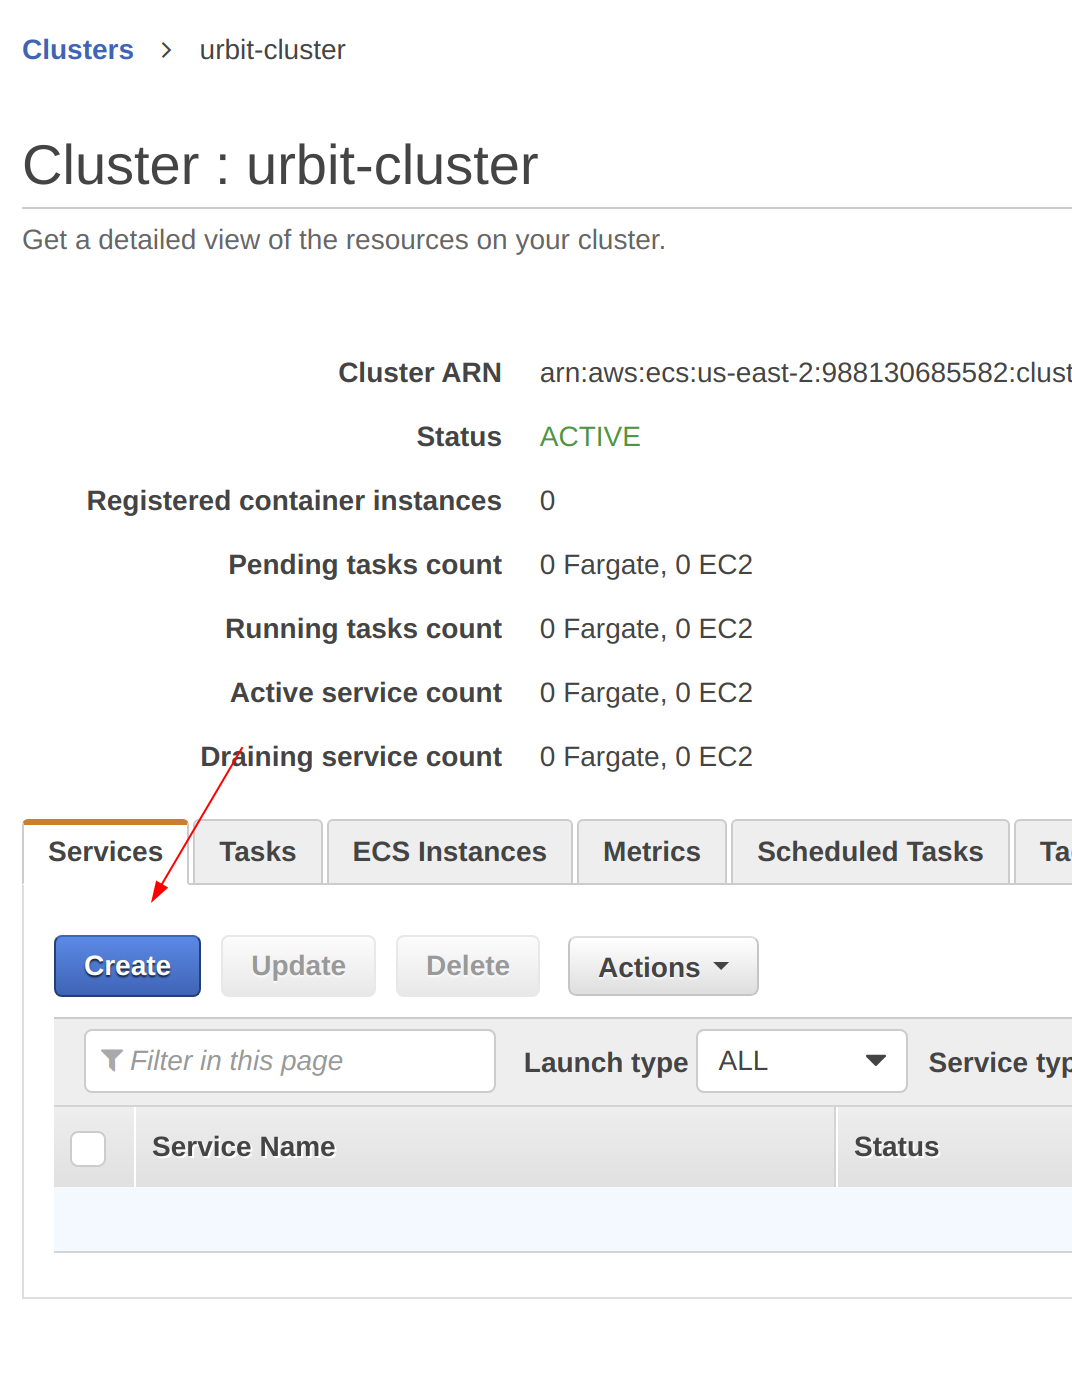 Clusters > urbit-cluster
Cluster : urbit-cluster
Get a detailed view of the resources on your cluster.
Cluster ARN arn:aws:ecs:us-east-2:988130685582:clust
Status ACTIVE
Registered container instances 0
Pending tasks count 0 Fargate, 0 EC2
Running tasks count 0 Fargate, 0 EC2
Active service count 0 Fargate, 0 EC2
Draining service count 0 Fargate, 0 EC2
Services Tasks ECS Instances Metrics Scheduled Tasks Ta
Create Update Delete Actions
Filter in this page Launch type ALL Service typ
Service Name Status